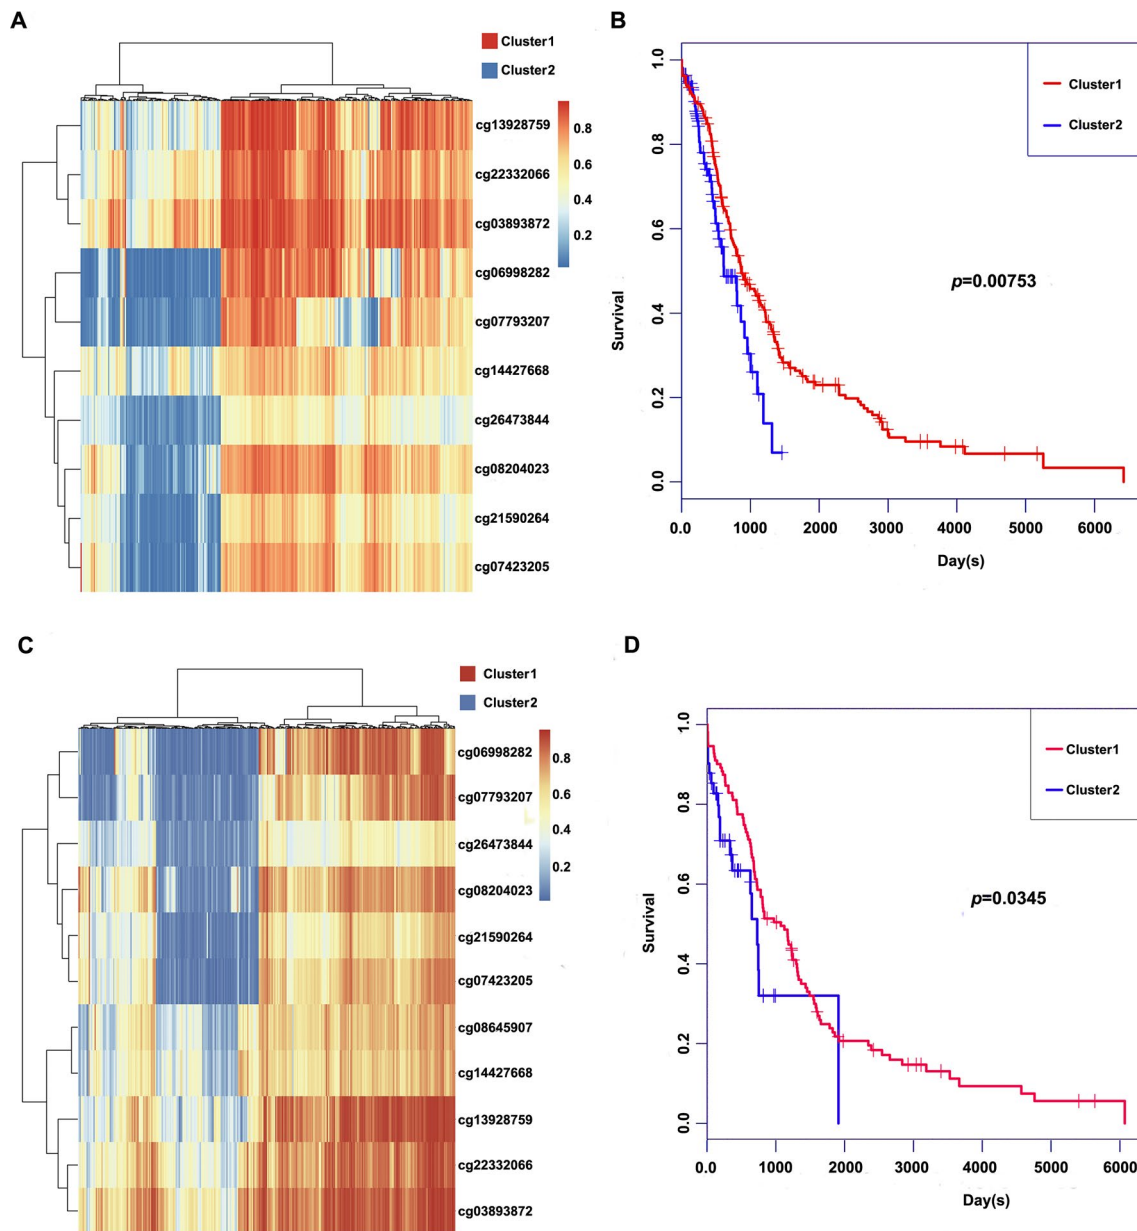 A
Cluster1
Cluster2
cg13928759
cg22332066
cg03893872
cg06998282
cg07793207
cg14427668
cg26473844
cg08204023
cg21590264
cg07423205
0.8
0.6
0.4
0.2
B
Survival
1.0
0.8
0.6
0.4
0.2
0.0
Cluster1
Cluster2
p=0.00753
0.0 1000 2000 3000 4000 5000 6000
Day(s)
C
Cluster1
Cluster2
cg06998282
cg07793207
cg26473844
cg08204023
cg21590264
cg07423205
cg08645907
cg14427668
cg13928759
cg22332066
cg03893872
0.8
0.6
0.4
0.2
D
Survival
1.0
0.8
0.6
0.4
0.2
0.0
Cluster1
Cluster2
p=0.0345
0.0 1000 2000 3000 4000 5000 6000
Day(s)